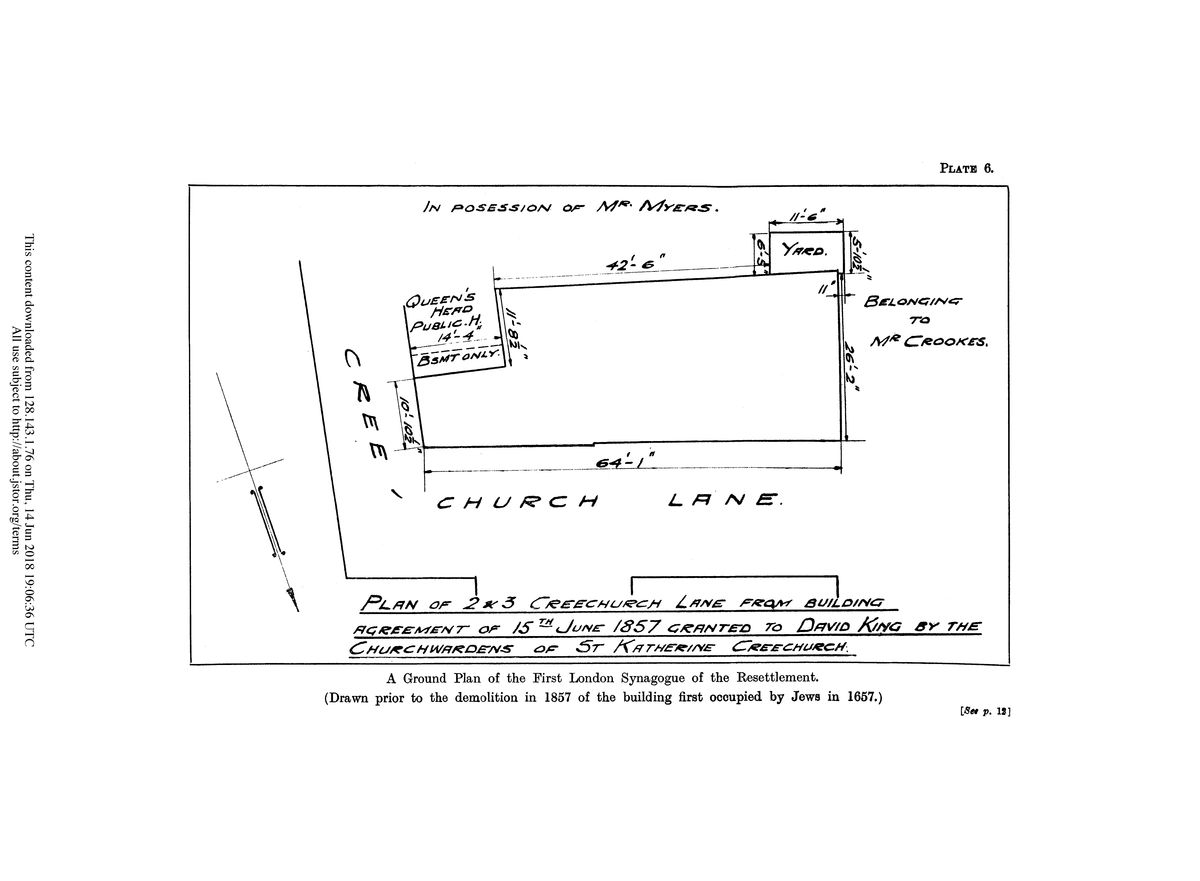 PLATE 6.
IN POSESSION OF MR. MYERS.
11'-6"
YARD.
6'-5"
5'-10½"
42'-6"
11"
BELONGING
TO
MR CROOKES.
QUEEN'S
HEAD
PUBLIC.H.
14'-4"
BSMT ONLY.
11'-8½"
26'-2"
10'-10½"
64'-1"
CREE,
CHURCH LANE.
PLAN OF 2 & 3 CREECHURCH LANE FROM BUILDING
AGREEMENT OF 15TH JUNE 1857 GRANTED TO DAVID KING BY THE
CHURCHWARDENS OF ST KATHERINE CREECHURCH.
A Ground Plan of the First London Synagogue of the Resettlement.
(Drawn prior to the demolition in 1857 of the building first occupied by Jews in 1657.)
[See p. 12]
This content downloaded from 128.143.1.76 on Thu, 14 Jun 2018 19:06:36 UTC
All use subject to http://about.jstor.org/terms